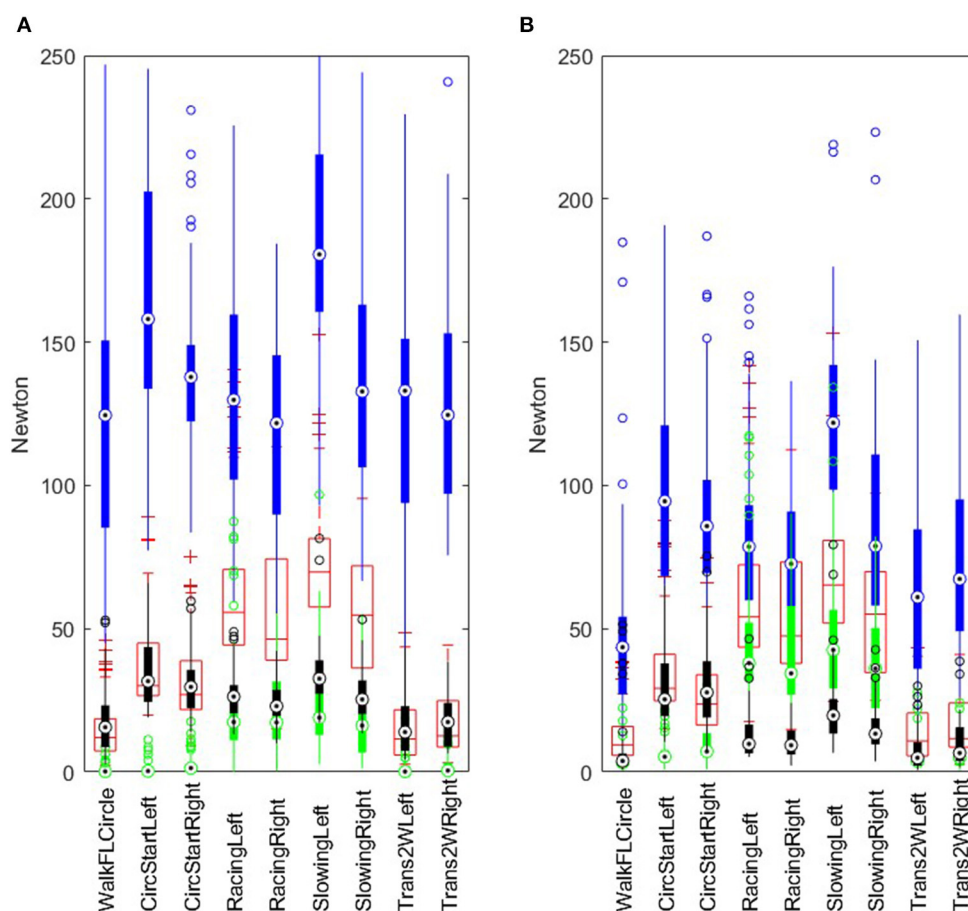 A
B
250
200
150
100
50
0
Newton
WalkFLCircle
CircStartLeft
CircStartRight
RacingLeft
RacingRight
SlowingLeft
SlowingRight
Trans2WLeft
Trans2WRight
250
200
150
100
50
0
Newton
WalkFLCircle
CircStartLeft
CircStartRight
RacingLeft
RacingRight
SlowingLeft
SlowingRight
Trans2WLeft
Trans2WRight